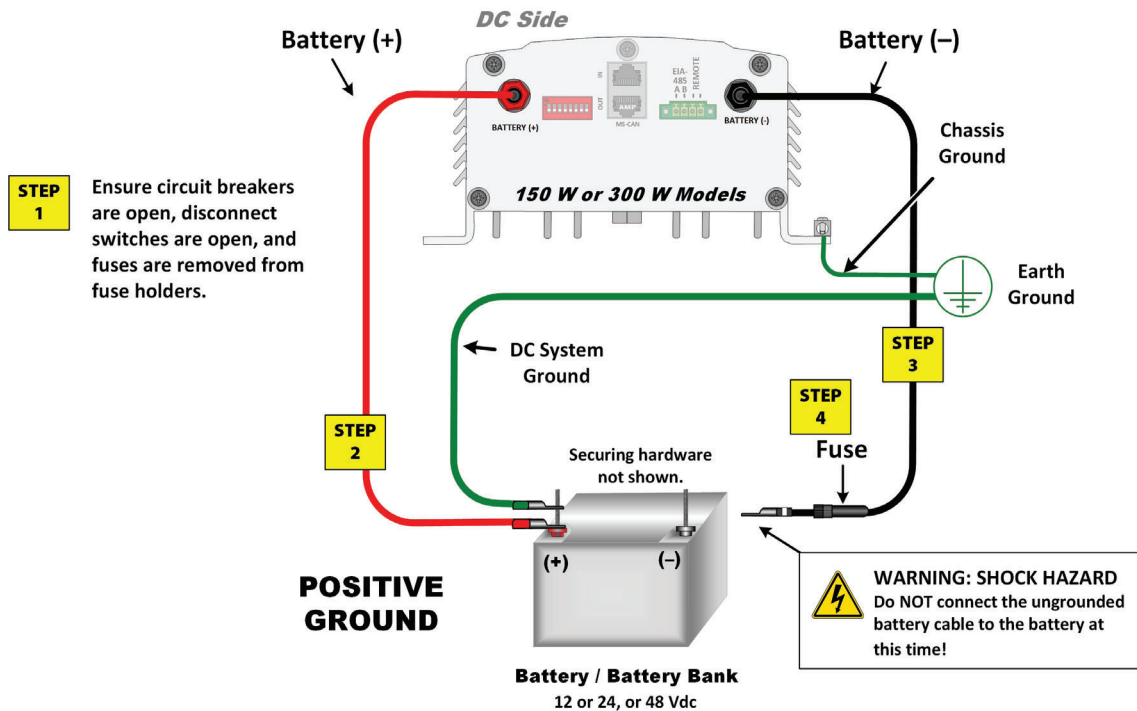 DC Side
Battery (+)
Battery (–)
IN
OUT
AMP
MS-CAN
EIA-
485
A B
REMOTE
BATTERY (+)
BATTERY (-)
150 W or 300 W Models
Chassis
Ground
Earth
Ground
STEP
1
Ensure circuit breakers
are open, disconnect
switches are open, and
fuses are removed from
fuse holders.
DC System
Ground
STEP
3
STEP
4
Fuse
STEP
2
Securing hardware
not shown.
(+)
(–)
POSITIVE
GROUND
WARNING: SHOCK HAZARD
Do NOT connect the ungrounded
battery cable to the battery at
this time!
Battery / Battery Bank
12 or 24, or 48 Vdc